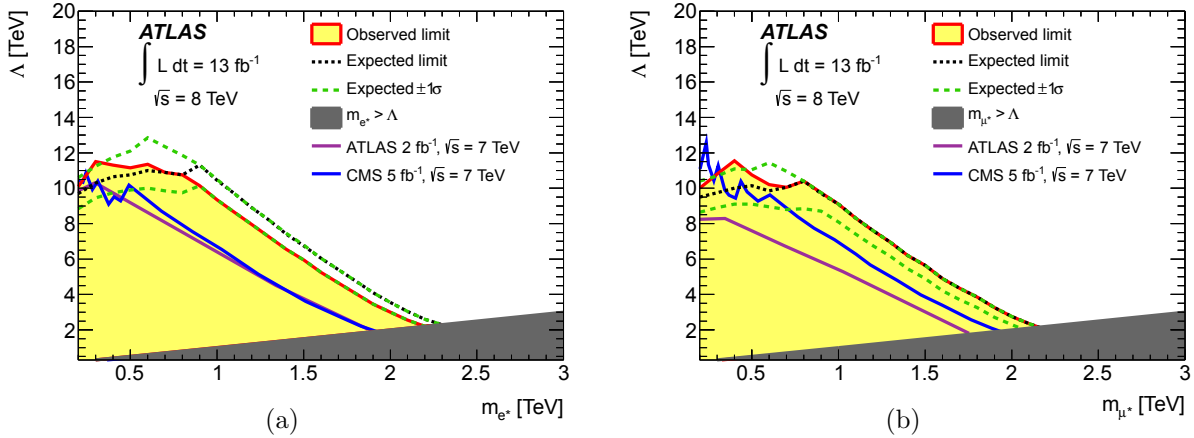 Λ [TeV]
20
18
16
14
12
10
8
6
4
2
ATLAS
∫ L dt = 13 fb⁻¹
√s = 8 TeV
Observed limit
Expected limit
Expected ±1σ
m_e* > Λ
ATLAS 2 fb⁻¹, √s = 7 TeV
CMS 5 fb⁻¹, √s = 7 TeV
0.5 1 1.5 2 2.5 3
m_e* [TeV]
(a)
Λ [TeV]
20
18
16
14
12
10
8
6
4
2
ATLAS
∫ L dt = 13 fb⁻¹
√s = 8 TeV
Observed limit
Expected limit
Expected ±1σ
m_μ* > Λ
ATLAS 2 fb⁻¹, √s = 7 TeV
CMS 5 fb⁻¹, √s = 7 TeV
0.5 1 1.5 2 2.5 3
m_μ* [TeV]
(b)